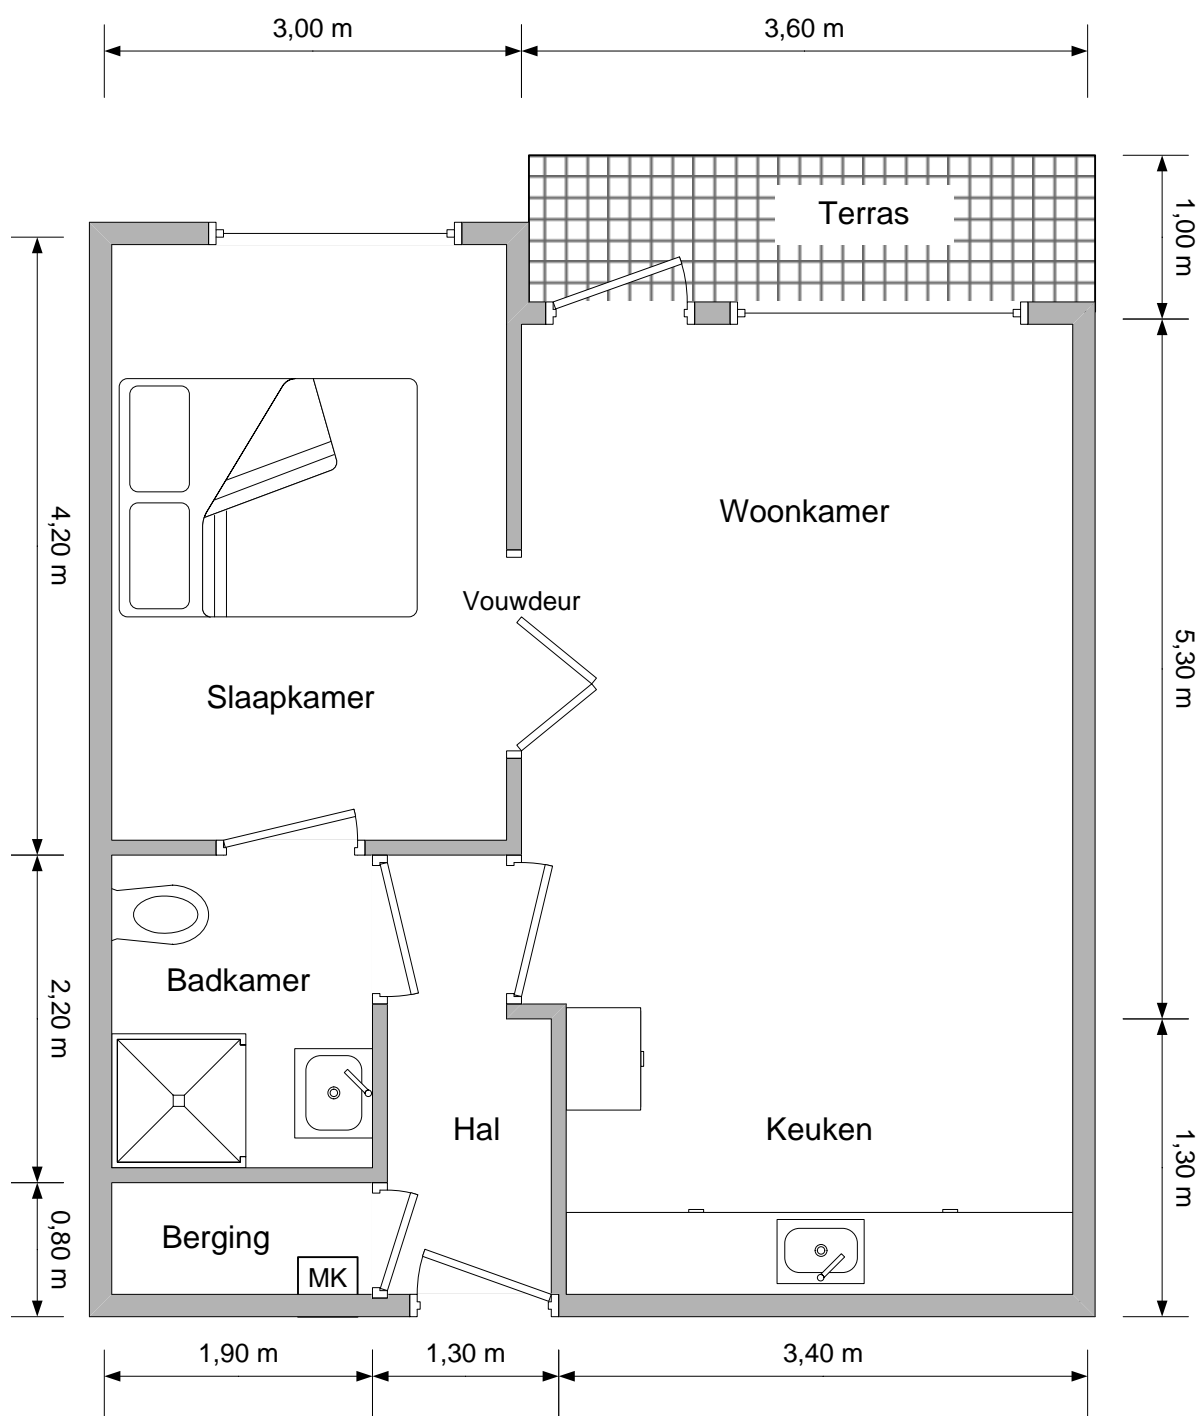 3,00 m
3,60 m
Terras
1,00 m
Woonkamer
4,20 m
Vouwdeur
5,30 m
Slaapkamer
Badkamer
2,20 m
Hal
Keuken
1,30 m
Berging
0,80 m
MK
1,90 m
1,30 m
3,40 m